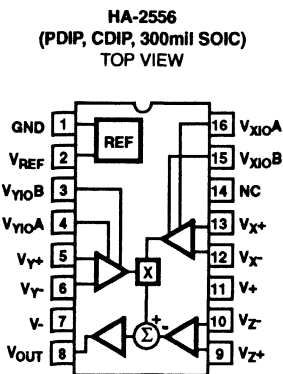 HA-2556
(PDIP, CDIP, 300mil SOIC)
TOP VIEW
GND 1
VREF 2
VYIOB 3
VYIOA 4
VY+ 5
VY- 6
V- 7
VOUT 8
REF
X
Σ
+
-
16 VXIOA
15 VXIOB
14 NC
13 VX+
12 VX-
11 V+
10 VZ-
9 VZ+